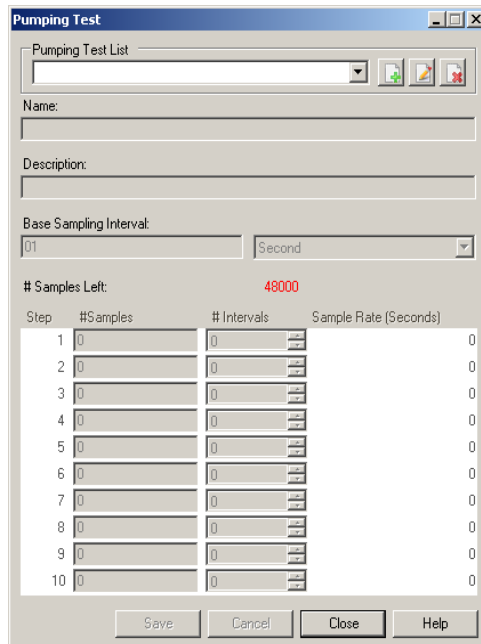 Pumping Test
Pumping Test List
Name:
Description:
Base Sampling Interval:
01 Second
# Samples Left: 48000
Step #Samples # Intervals Sample Rate (Seconds)
1 0 0 0
2 0 0 0
3 0 0 0
4 0 0 0
5 0 0 0
6 0 0 0
7 0 0 0
8 0 0 0
9 0 0 0
10 0 0 0
Save Cancel Close Help